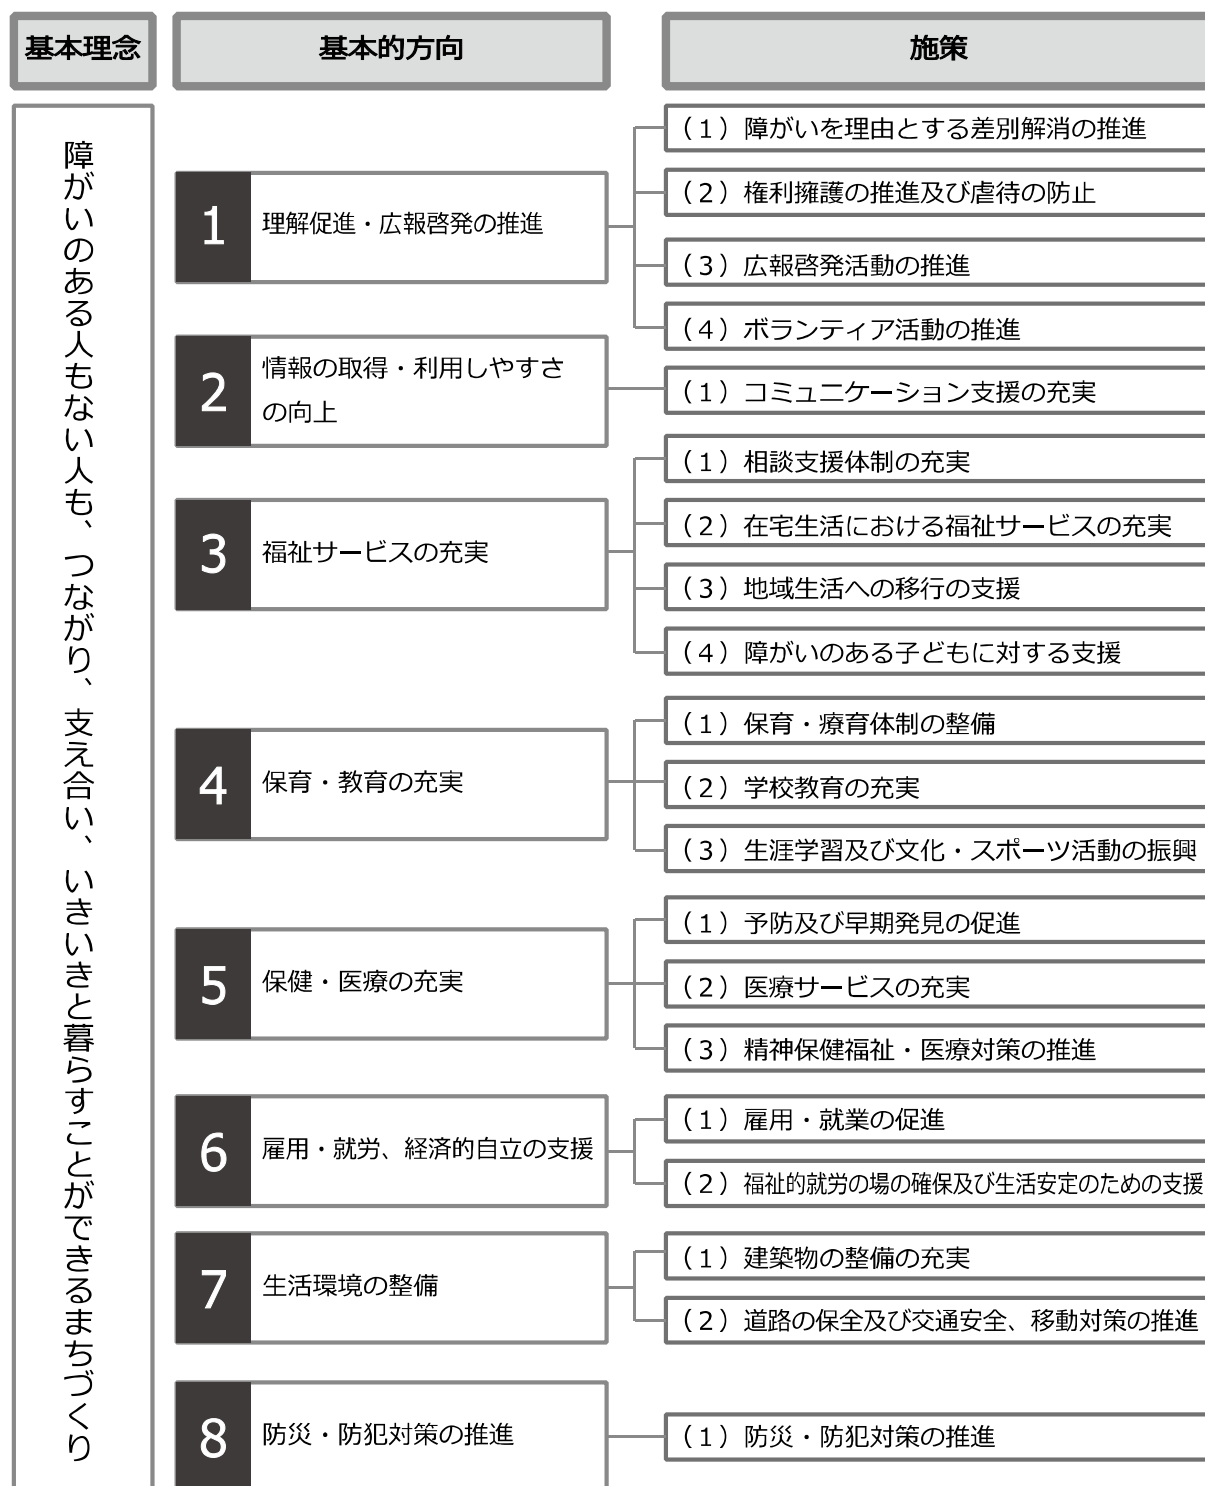 基本理念
基本的方向
施策
障がいのある人もない人も、つながり、支え合い、いきいきと暮らすことができるまちづくり
1
理解促進・広報啓発の推進
（1）障がいを理由とする差別解消の推進
（2）権利擁護の推進及び虐待の防止
（3）広報啓発活動の推進
（4）ボランティア活動の推進
2
情報の取得・利用しやすさ
の向上
（1）コミュニケーション支援の充実
3
福祉サービスの充実
（1）相談支援体制の充実
（2）在宅生活における福祉サービスの充実
（3）地域生活への移行の支援
（4）障がいのある子どもに対する支援
4
保育・教育の充実
（1）保育・療育体制の整備
（2）学校教育の充実
（3）生涯学習及び文化・スポーツ活動の振興
5
保健・医療の充実
（1）予防及び早期発見の促進
（2）医療サービスの充実
（3）精神保健福祉・医療対策の推進
6
雇用・就労、経済的自立の支援
（1）雇用・就業の促進
（2）福祉的就労の場の確保及び生活安定のための支援
7
生活環境の整備
（1）建築物の整備の充実
（2）道路の保全及び交通安全、移動対策の推進
8
防災・防犯対策の推進
（1）防災・防犯対策の推進